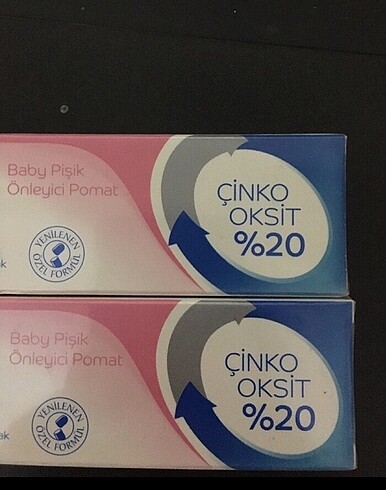 Baby Pişik
Önleyici Pomat
ÇİNKO
OKSİT
%20
YENİLENEN
ÖZEL FORMÜL
Baby Pişik
Önleyici Pomat
ÇİNKO
OKSİT
%20
YENİLENEN
ÖZEL FORMÜL
ak